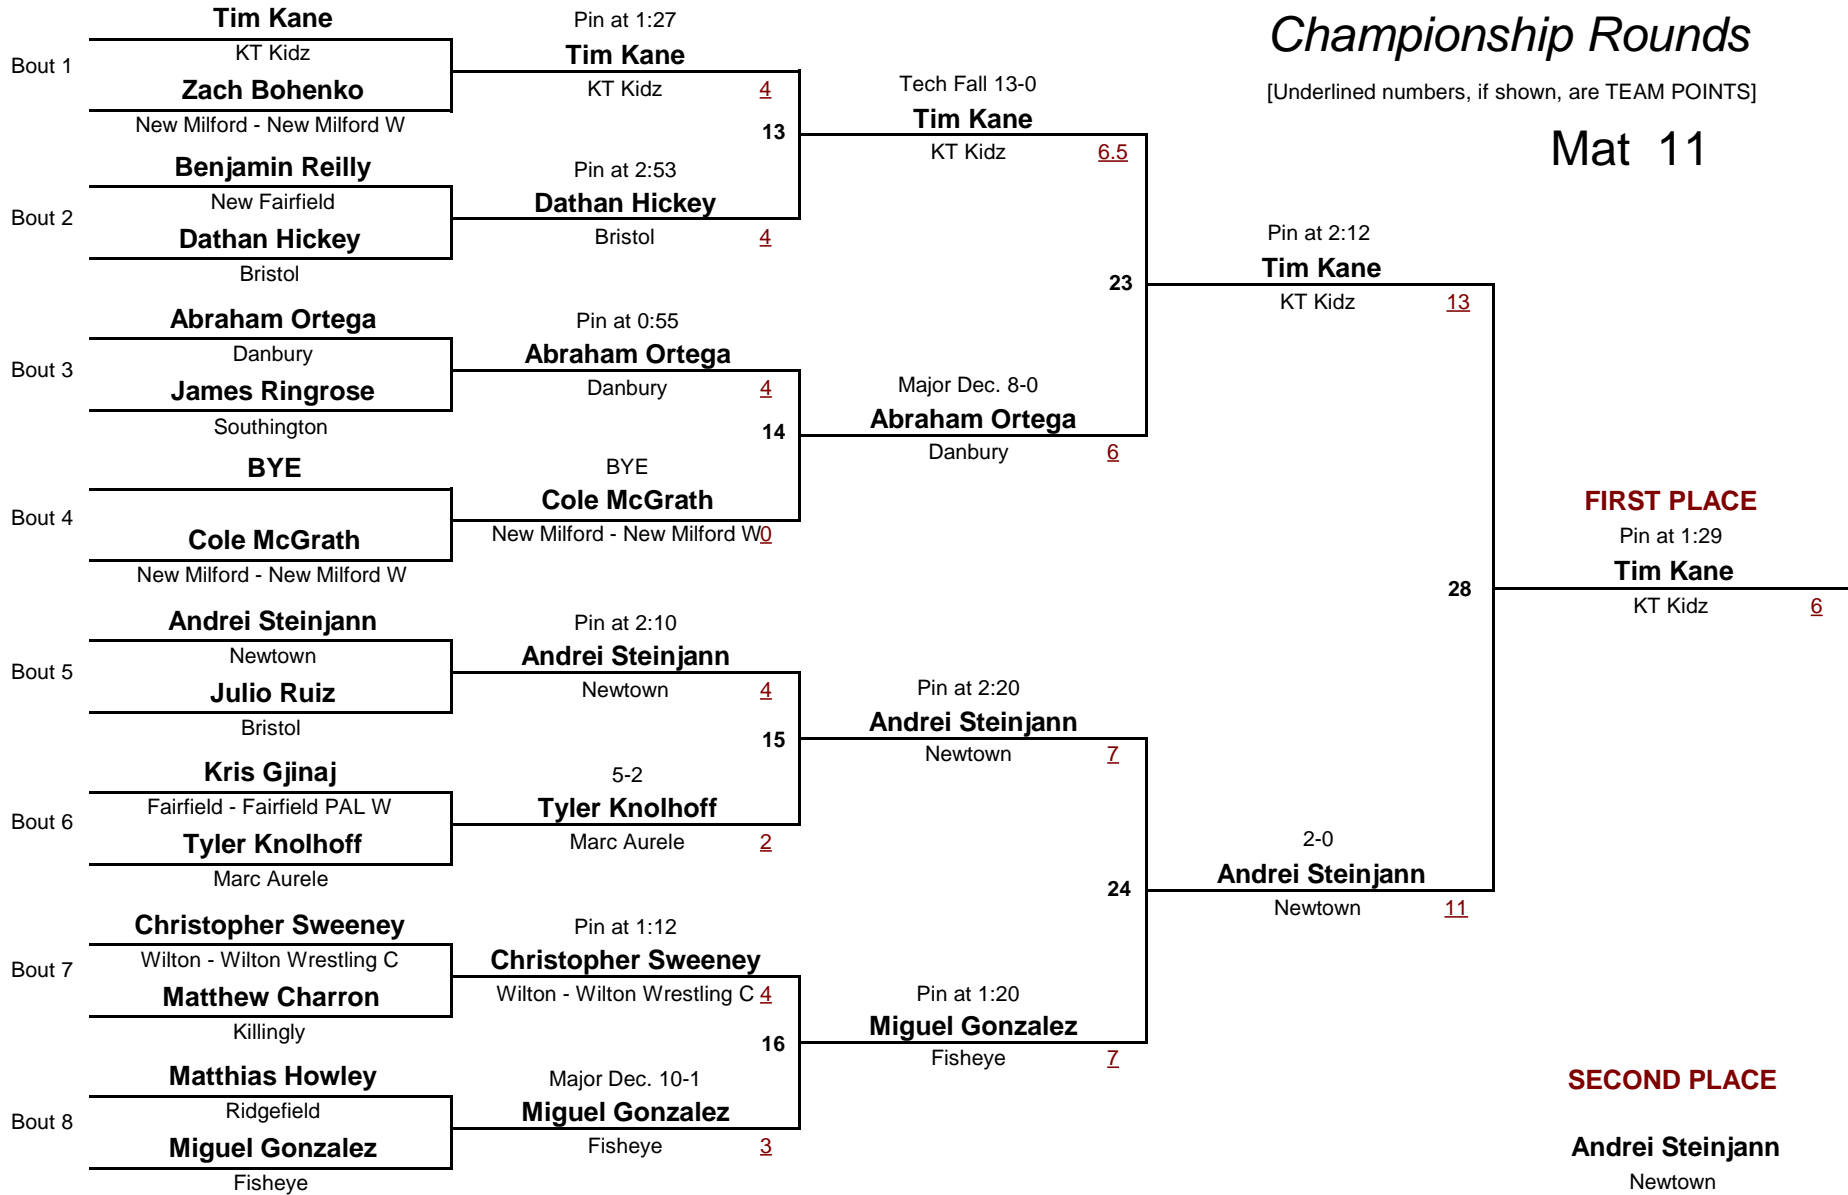 Championship Rounds
[Underlined numbers, if shown, are TEAM POINTS]
Mat 11
Bout 1
Tim Kane
KT Kidz
Zach Bohenko
New Milford - New Milford W
Bout 2
Benjamin Reilly
New Fairfield
Dathan Hickey
Bristol
Bout 3
Abraham Ortega
Danbury
James Ringrose
Southington
Bout 4
BYE
Cole McGrath
New Milford - New Milford W
Bout 5
Andrei Steinjann
Newtown
Julio Ruiz
Bristol
Bout 6
Kris Gjinaj
Fairfield - Fairfield PAL W
Tyler Knolhoff
Marc Aurele
Bout 7
Christopher Sweeney
Wilton - Wilton Wrestling C
Matthew Charron
Killingly
Bout 8
Matthias Howley
Ridgefield
Miguel Gonzalez
Fisheye
Pin at 1:27
Tim Kane
KT Kidz 4
13
Pin at 2:53
Dathan Hickey
Bristol 4
Pin at 0:55
Abraham Ortega
Danbury 4
14
BYE
Cole McGrath
New Milford - New Milford W0
Pin at 2:10
Andrei Steinjann
Newtown 4
15
5-2
Tyler Knolhoff
Marc Aurele 2
Pin at 1:12
Christopher Sweeney
Wilton - Wilton Wrestling C 4
16
Major Dec. 10-1
Miguel Gonzalez
Fisheye 3
Tech Fall 13-0
Tim Kane
KT Kidz 6.5
23
Major Dec. 8-0
Abraham Ortega
Danbury 6
Pin at 2:20
Andrei Steinjann
Newtown 7
24
Pin at 1:20
Miguel Gonzalez
Fisheye 7
Pin at 2:12
Tim Kane
KT Kidz 13
28
2-0
Andrei Steinjann
Newtown 11
FIRST PLACE
Pin at 1:29
Tim Kane
KT Kidz 6
SECOND PLACE
Andrei Steinjann
Newtown